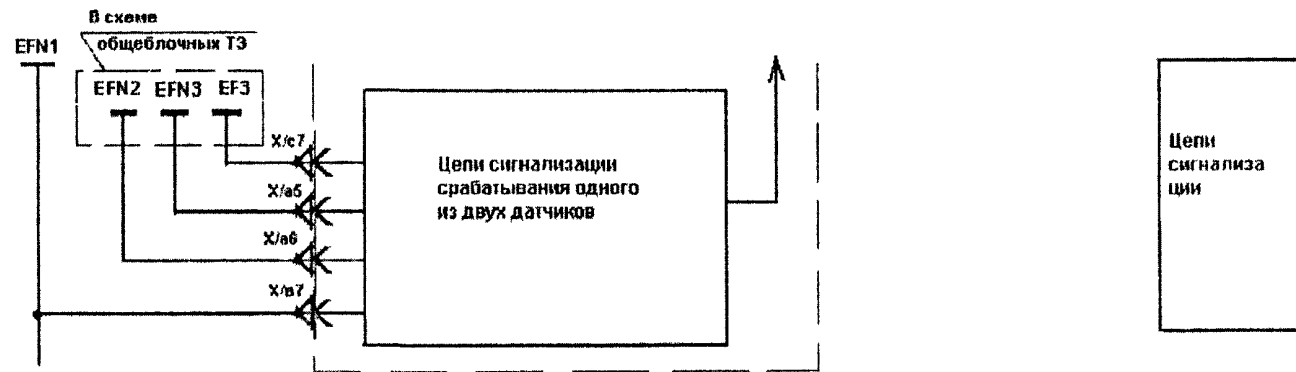 В схеме
общеблочных ТЭ
EFN1
EFN2 EFN3 EF3
X/c7
X/a5
X/a6
X/в7
Цепи сигнализации
срабатывания одного
из двух датчиков
Цепи
сигнализа
ции